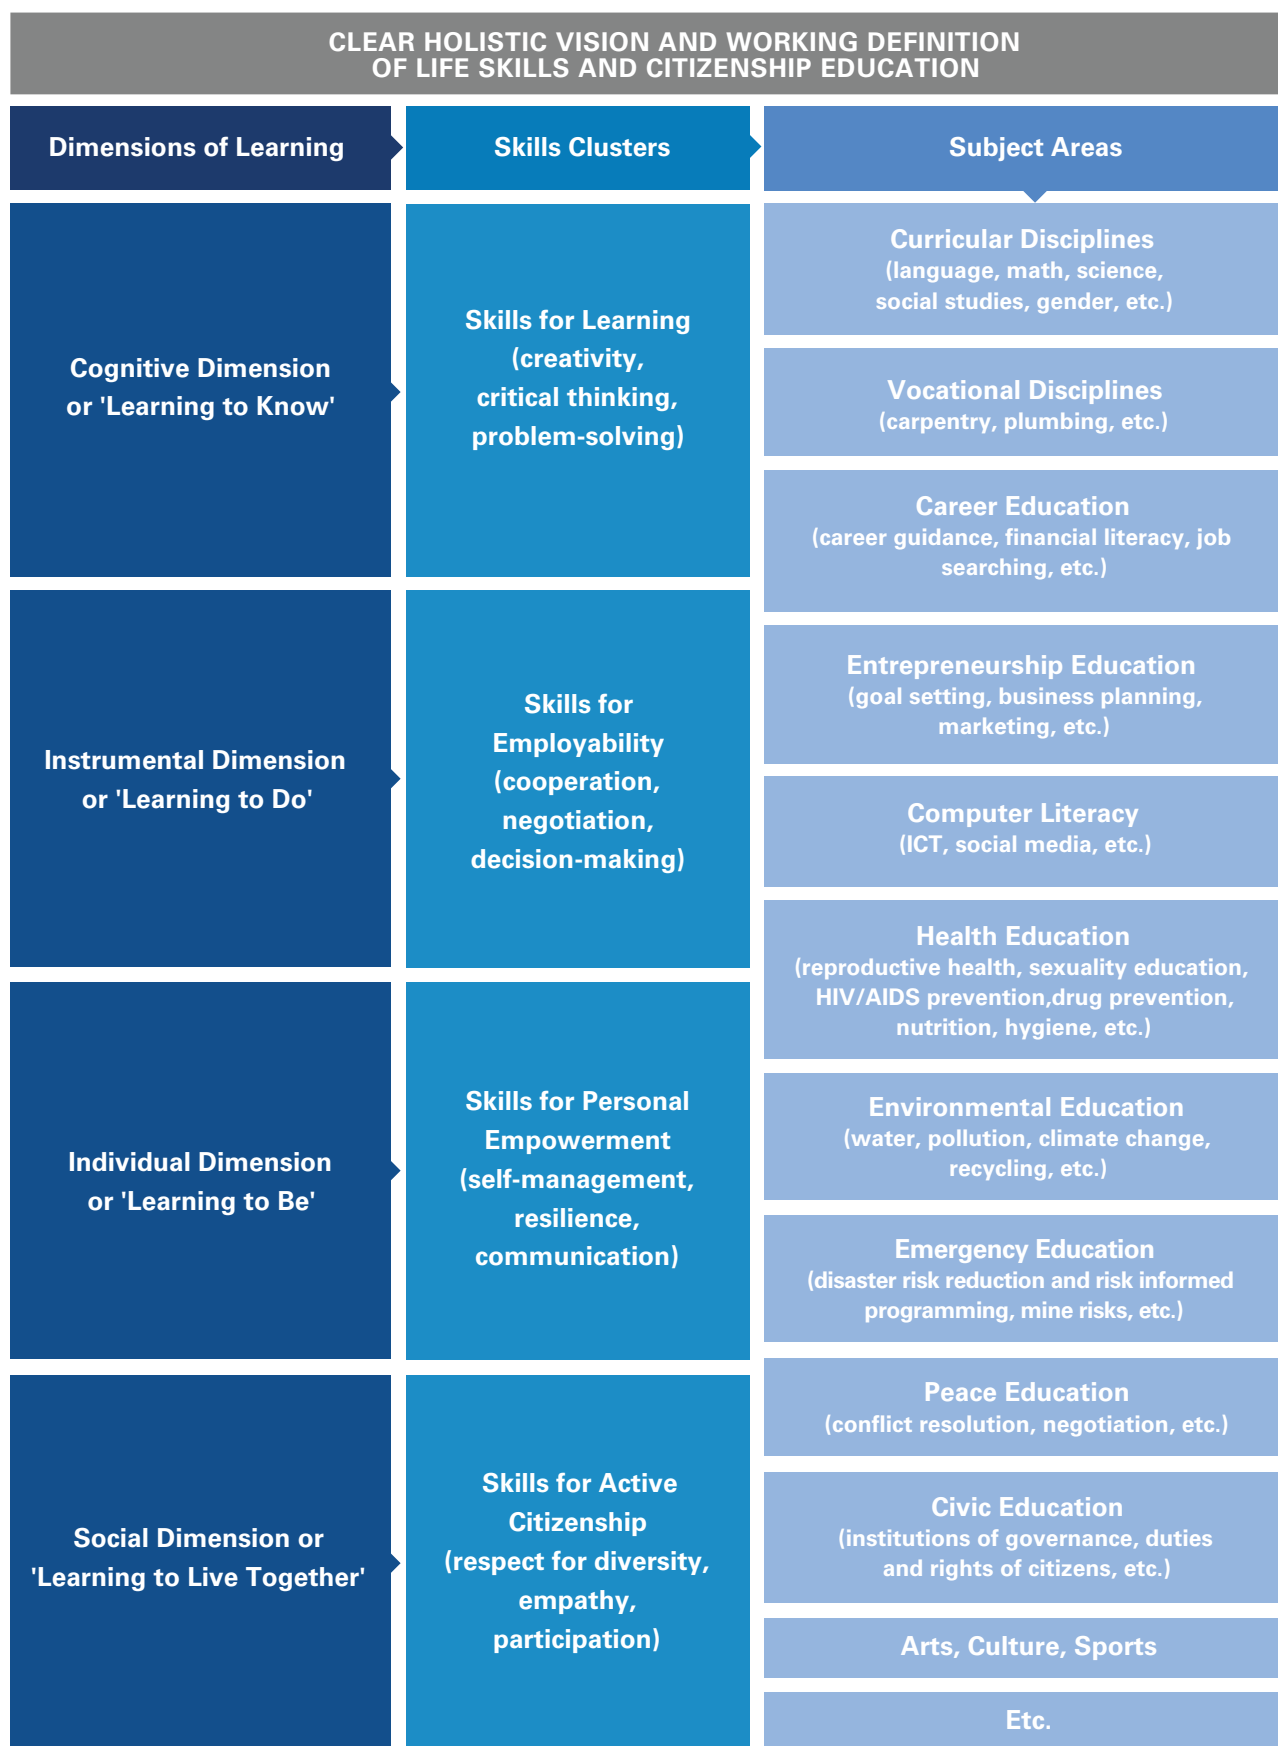 CLEAR HOLISTIC VISION AND WORKING DEFINITION
OF LIFE SKILLS AND CITIZENSHIP EDUCATION
Dimensions of Learning
Skills Clusters
Subject Areas
Cognitive Dimension
or 'Learning to Know'
Skills for Learning
(creativity,
critical thinking,
problem-solving)
Instrumental Dimension
or 'Learning to Do'
Skills for
Employability
(cooperation,
negotiation,
decision-making)
Individual Dimension
or 'Learning to Be'
Skills for Personal
Empowerment
(self-management,
resilience,
communication)
Social Dimension or
'Learning to Live Together'
Skills for Active
Citizenship
(respect for diversity,
empathy,
participation)
Curricular Disciplines
(language, math, science,
social studies, gender, etc.)
Vocational Disciplines
(carpentry, plumbing, etc.)
Career Education
(career guidance, financial literacy, job
searching, etc.)
Entrepreneurship Education
(goal setting, business planning,
marketing, etc.)
Computer Literacy
(ICT, social media, etc.)
Health Education
(reproductive health, sexuality education,
HIV/AIDS prevention,drug prevention,
nutrition, hygiene, etc.)
Environmental Education
(water, pollution, climate change,
recycling, etc.)
Emergency Education
(disaster risk reduction and risk informed
programming, mine risks, etc.)
Peace Education
(conflict resolution, negotiation, etc.)
Civic Education
(institutions of governance, duties
and rights of citizens, etc.)
Arts, Culture, Sports
Etc.